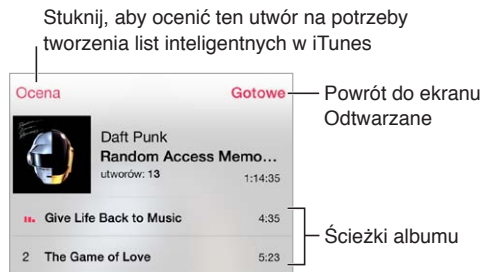 Stuknij, aby ocenić ten utwór na potrzeby
tworzenia list inteligentnych w iTunes
Ocena
Gotowe
Powrót do ekranu
Odtwarzane
Daft Punk
Random Access Memo...
utworów: 13
1:14:35
Give Life Back to Music
4:35
Ścieżki albumu
2 The Game of Love
5:23